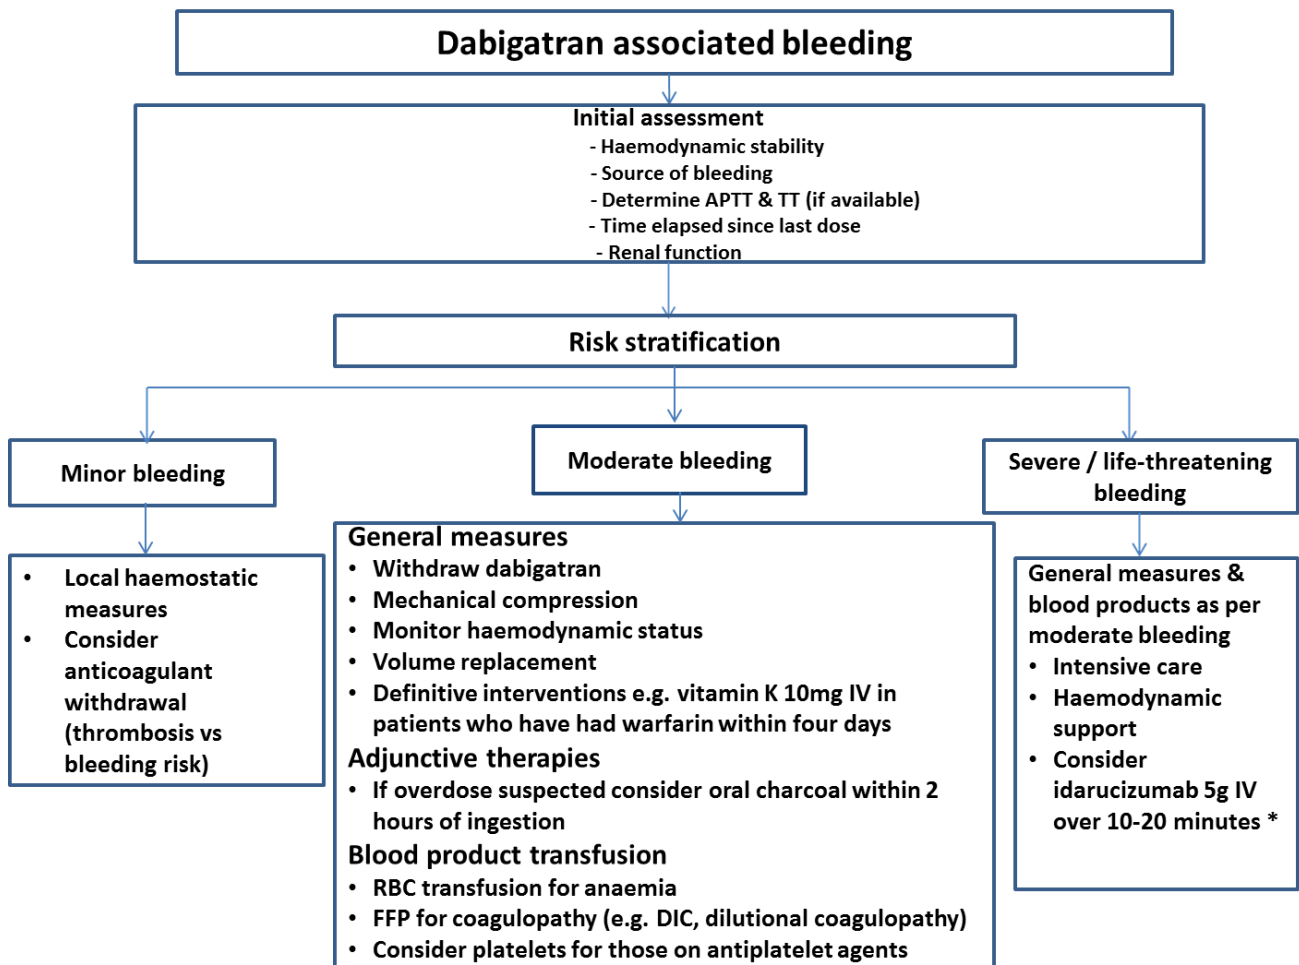 Dabigatran associated bleeding
Initial assessment
- Haemodynamic stability
- Source of bleeding
- Determine APTT & TT (if available)
- Time elapsed since last dose
- Renal function
Risk stratification
Minor bleeding
Moderate bleeding
Severe / life-threatening
bleeding
• Local haemostatic
measures
• Consider
anticoagulant
withdrawal
(thrombosis vs
bleeding risk)
General measures
• Withdraw dabigatran
• Mechanical compression
• Monitor haemodynamic status
• Volume replacement
• Definitive interventions e.g. vitamin K 10mg IV in
patients who have had warfarin within four days
Adjunctive therapies
• If overdose suspected consider oral charcoal within 2
hours of ingestion
Blood product transfusion
• RBC transfusion for anaemia
• FFP for coagulopathy (e.g. DIC, dilutional coagulopathy)
• Consider platelets for those on antiplatelet agents
General measures &
blood products as per
moderate bleeding
• Intensive care
• Haemodynamic
support
• Consider
idarucizumab 5g IV
over 10-20 minutes *